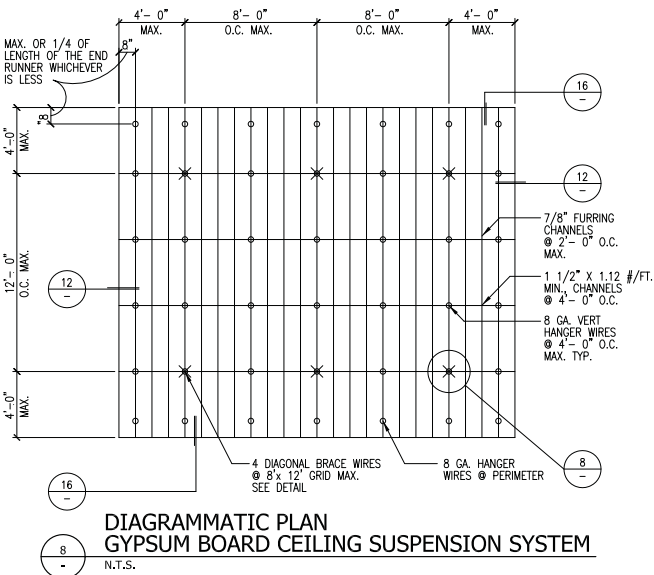 4'- 0"
MAX.
8'- 0"
O.C. MAX.
8'- 0"
O.C. MAX.
4'- 0"
MAX.
MAX. OR 1/4 OF
LENGTH OF THE END
RUNNER WHICHEVER
IS LESS
8"
8"
4'-0"
MAX.
12'- 0"
O.C. MAX.
4'-0"
MAX.
16
-
12
-
7/8" FURRING
CHANNELS
@ 2'- 0" O.C.
MAX.
1 1/2" X 1.12 #/FT.
MIN., CHANNELS
@ 4'- 0" O.C.
8 GA. VERT
HANGER WIRES
@ 4'- 0" O.C.
MAX. TYP.
12
-
16
-
4 DIAGONAL BRACE WIRES
@ 8'x 12' GRID MAX.
SEE DETAIL
8 GA. HANGER
WIRES @ PERIMETER
8
-
DIAGRAMMATIC PLAN
GYPSUM BOARD CEILING SUSPENSION SYSTEM
8
-
N.T.S.